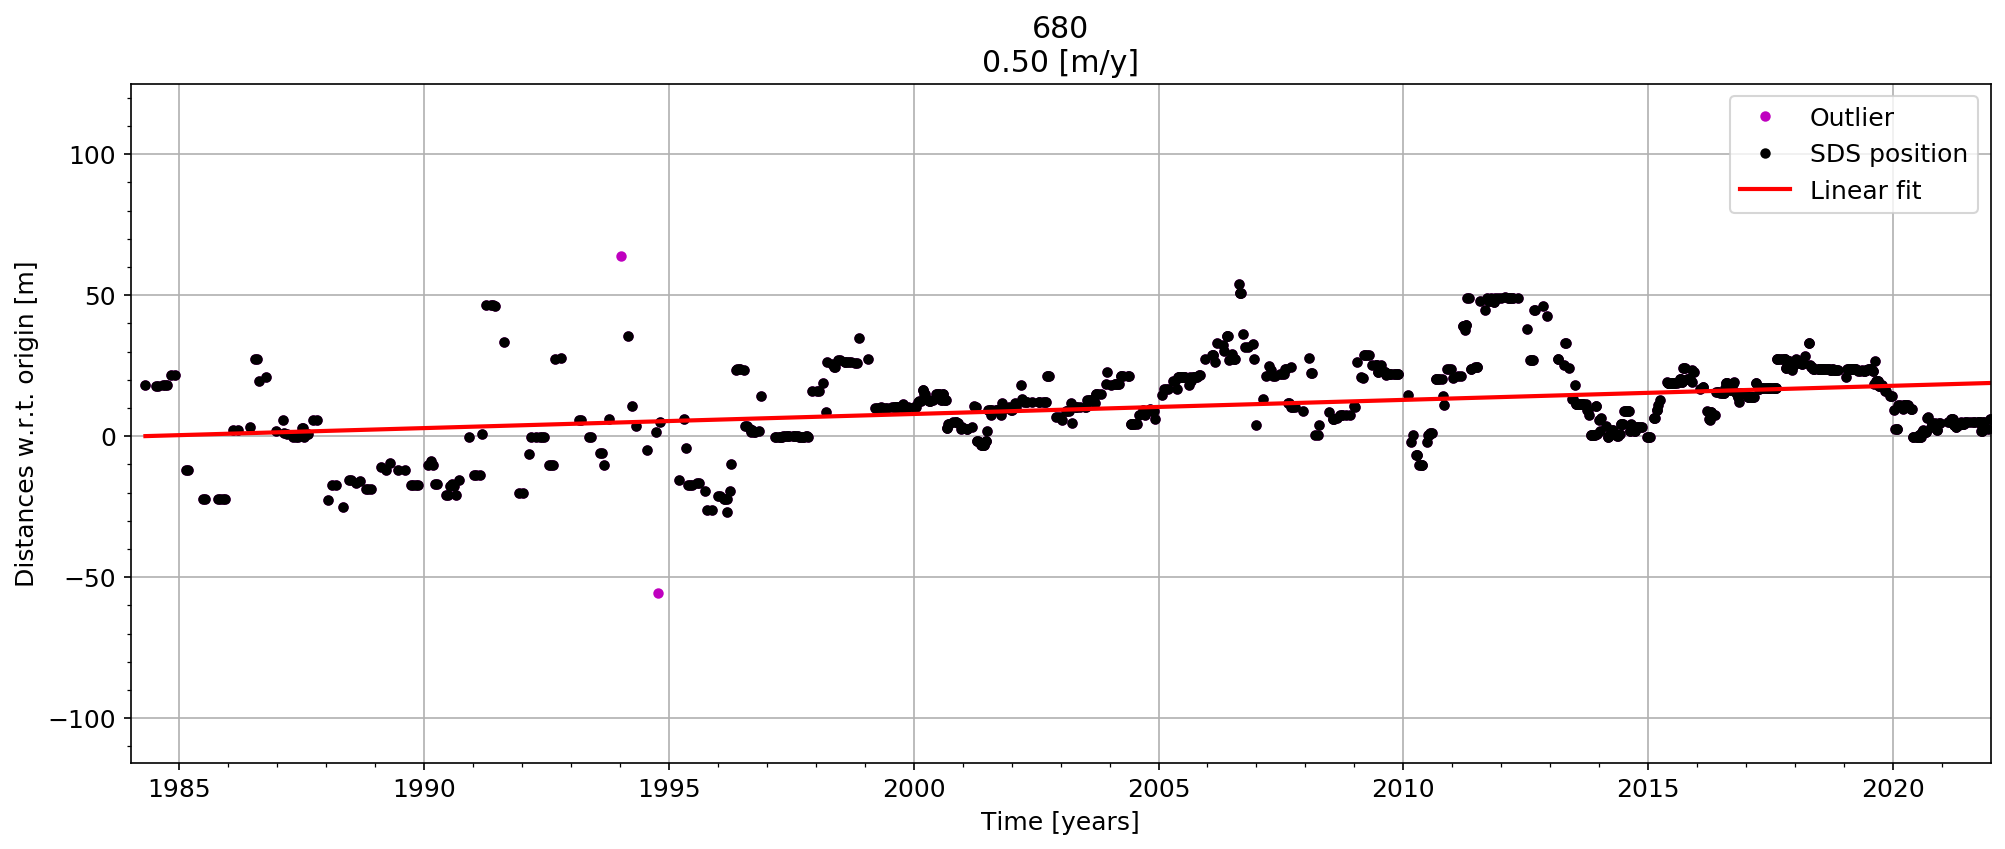 680
0.50 [m/y]
Outlier
SDS position
Linear fit
Distances w.r.t. origin [m]
100
50
0
−50
−100
1985 1990 1995 2000 2005 2010 2015 2020
Time [years]